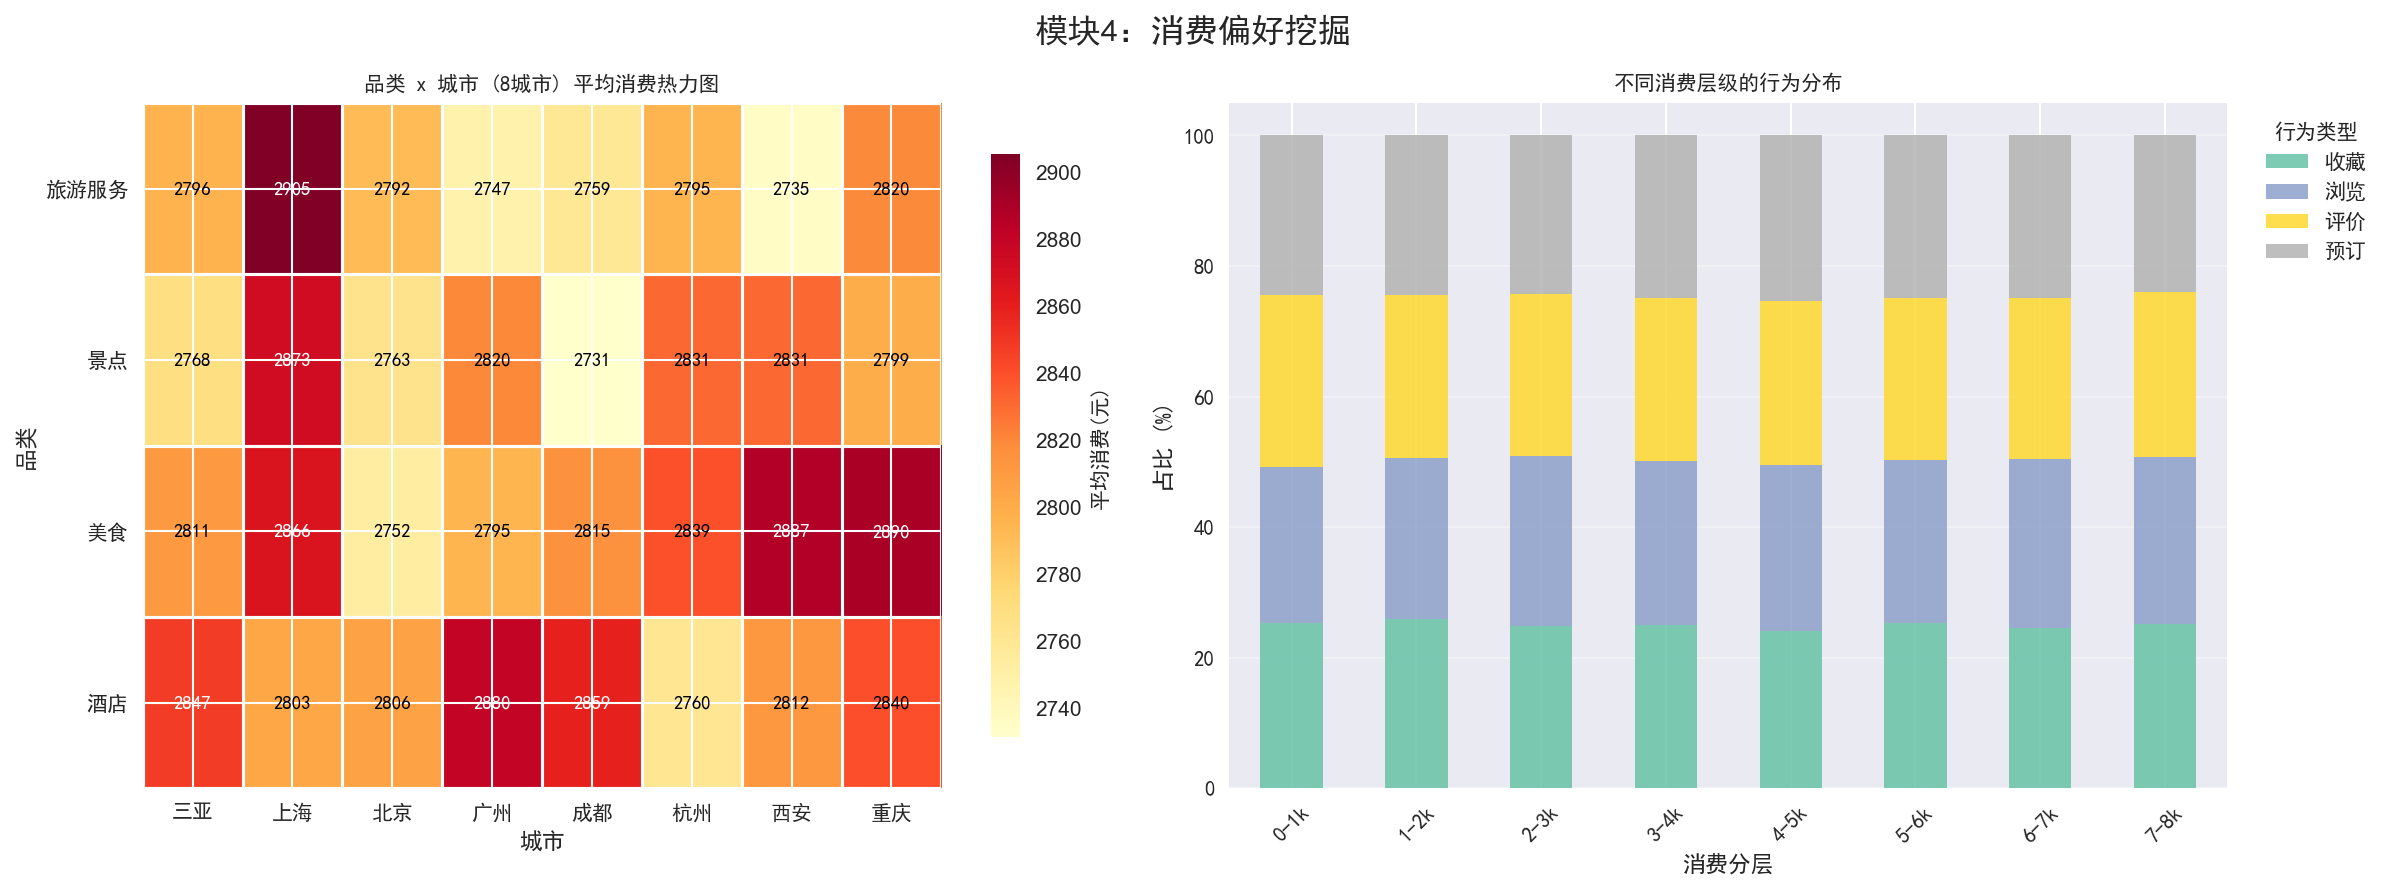 模块4：消费偏好挖掘
品类 x 城市 (8城市) 平均消费热力图
品类
旅游服务
2796 2905 2792 2747 2759 2795 2735 2820
景点
2768 2873 2763 2820 2731 2831 2831 2799
美食
2811 2866 2752 2795 2815 2839 2887 2890
酒店
2847 2803 2806 2880 2859 2760 2812 2840
三亚 上海 北京 广州 成都 杭州 西安 重庆
城市
2900
2880
2860
2840
2820
2800
2780
2760
2740
平均消费(元)
不同消费层级的行为分布
占比 (%)
100
80
60
40
20
0
0-1k 1-2k 2-3k 3-4k 4-5k 5-6k 6-7k 7-8k
消费分层
行为类型
收藏
浏览
评价
预订